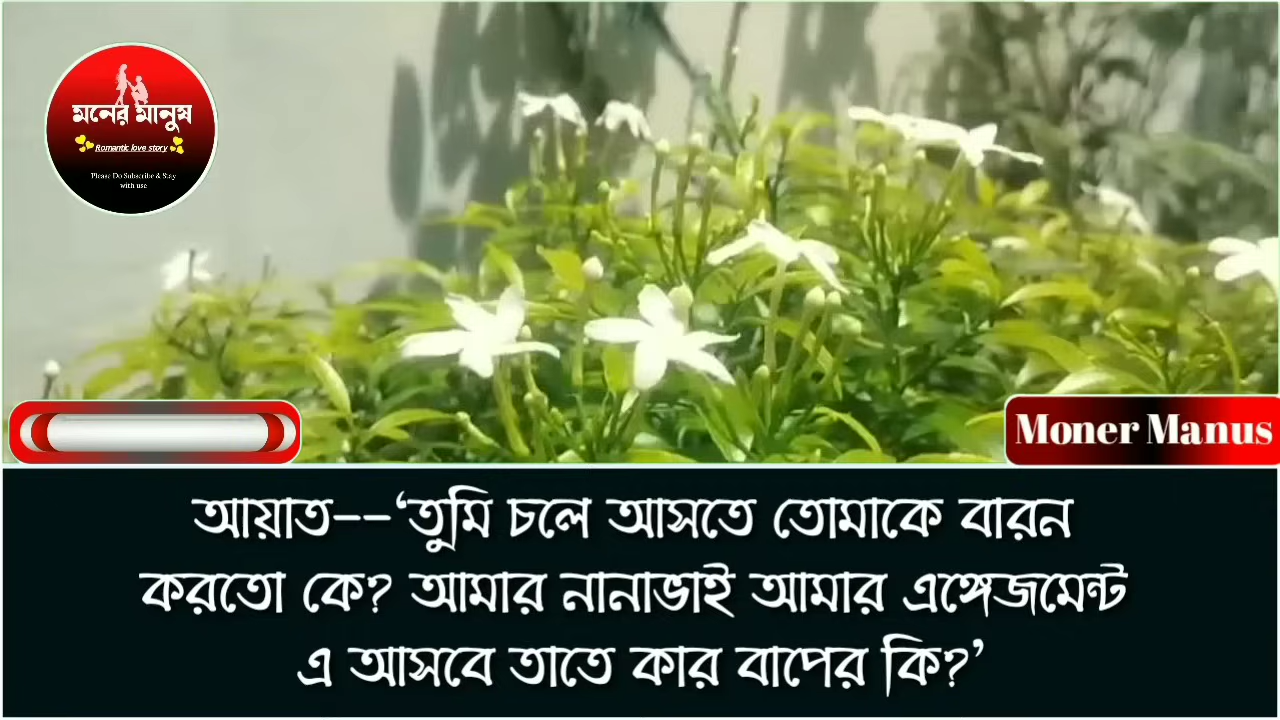 মনের মানুষ
Romantic love story
Please Do Subscribe & Stay
with use
Moner Manus
আয়াত--‘তুমি চলে আসতে তোমাকে বারন
করতো কে? আমার নানাভাই আমার এঙ্গেজমেন্ট
এ আসবে তাতে কার বাপের কি?’